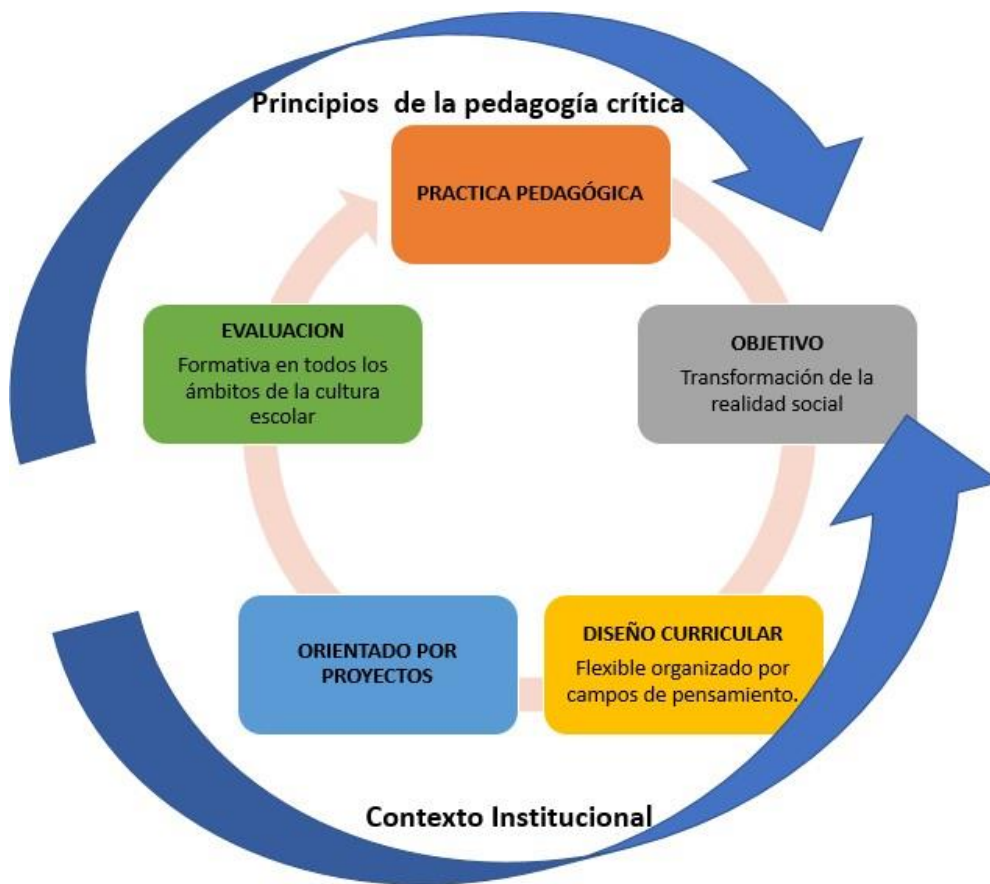 Principios de la pedagogía crítica
PRACTICA PEDAGÓGICA
EVALUACION
Formativa en todos los
ámbitos de la cultura
escolar
OBJETIVO
Transformación de la
realidad social
ORIENTADO POR
PROYECTOS
DISEÑO CURRICULAR
Flexible organizado por
campos de pensamiento.
Contexto Institucional